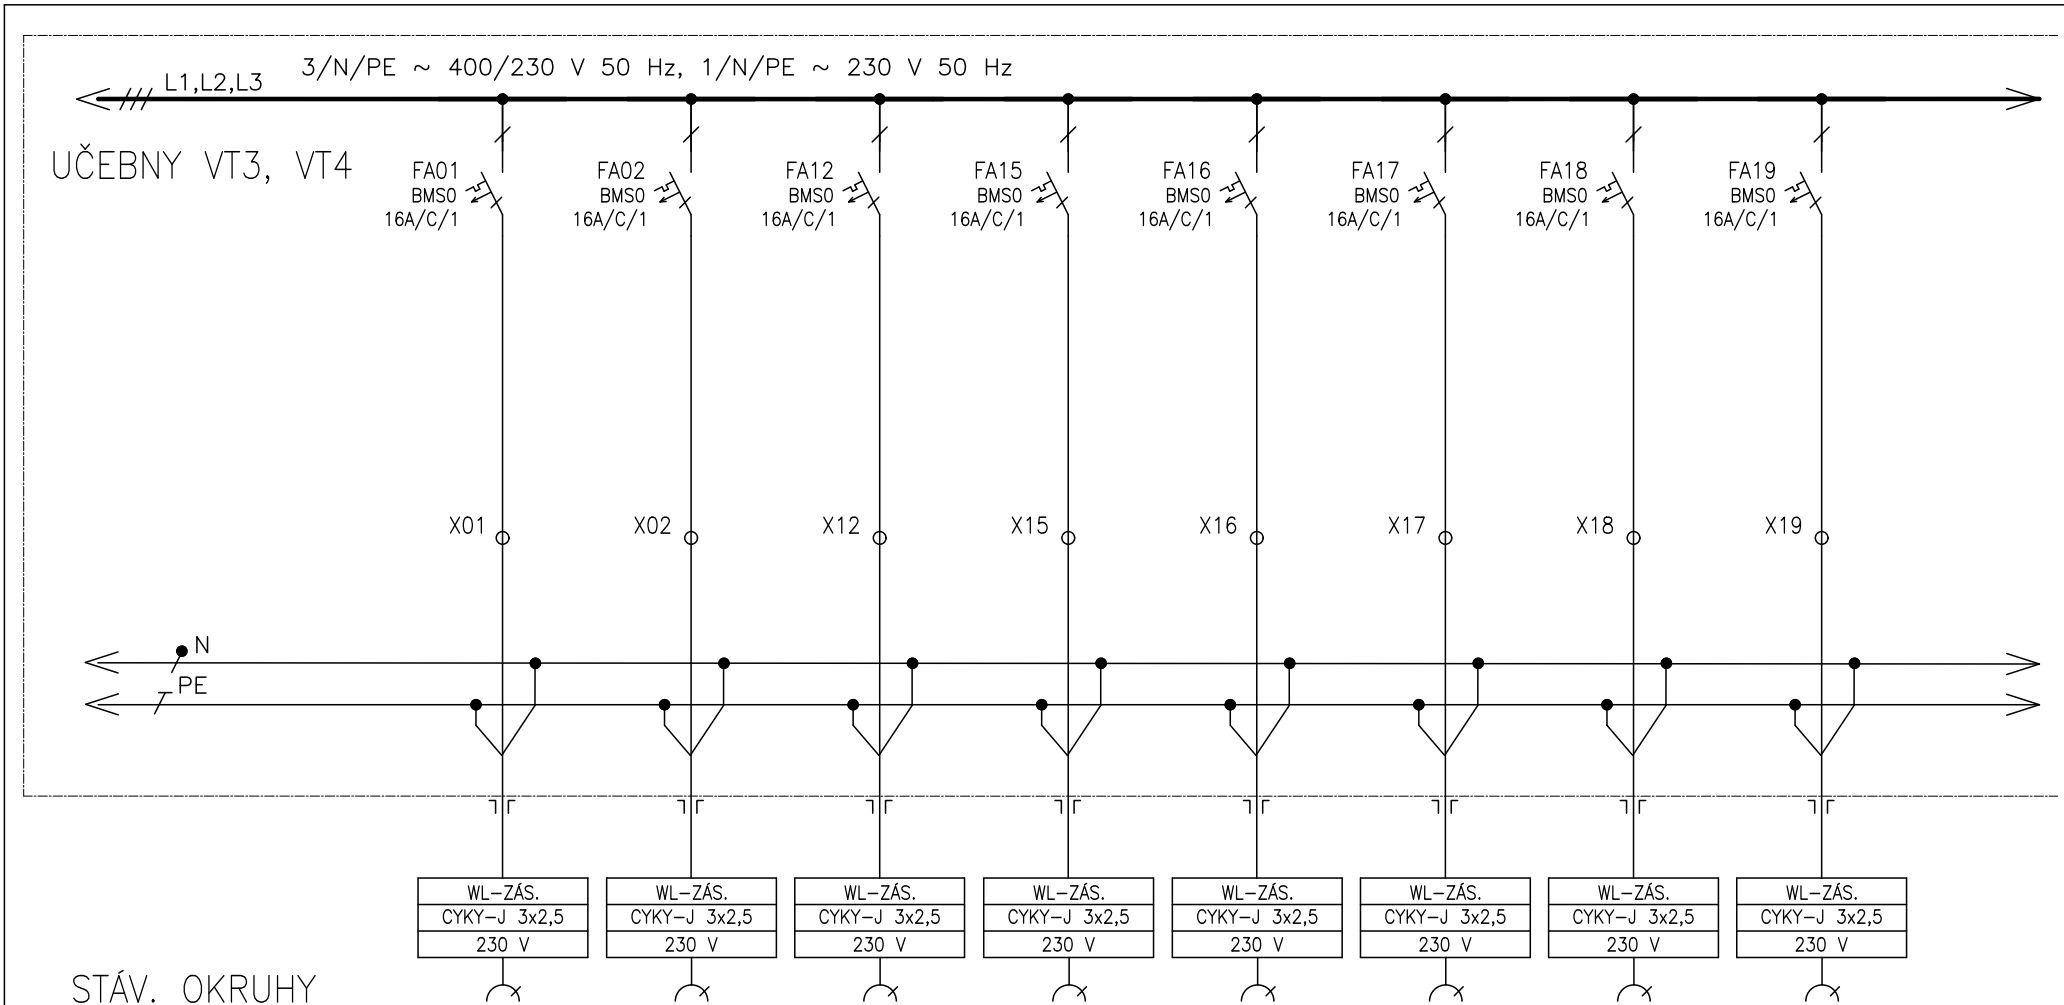 3/N/PE ~ 400/230 V 50 Hz, 1/N/PE ~ 230 V 50 Hz
L1,L2,L3
UČEBNY VT3, VT4
FA01 FA02 FA12 FA15 FA16 FA17 FA18 FA19
BMS0 BMS0 BMS0 BMS0 BMS0 BMS0 BMS0 BMS0
16A/C/1 16A/C/1 16A/C/1 16A/C/1 16A/C/1 16A/C/1 16A/C/1 16A/C/1
X01 X02 X12 X15 X16 X17 X18 X19
N
PE
WL-ZÁS. WL-ZÁS. WL-ZÁS. WL-ZÁS. WL-ZÁS. WL-ZÁS. WL-ZÁS. WL-ZÁS.
CYKY-J 3x2,5 CYKY-J 3x2,5 CYKY-J 3x2,5 CYKY-J 3x2,5 CYKY-J 3x2,5 CYKY-J 3x2,5 CYKY-J 3x2,5 CYKY-J 3x2,5
230 V 230 V 230 V 230 V 230 V 230 V 230 V 230 V
STÁV. OKRUHY